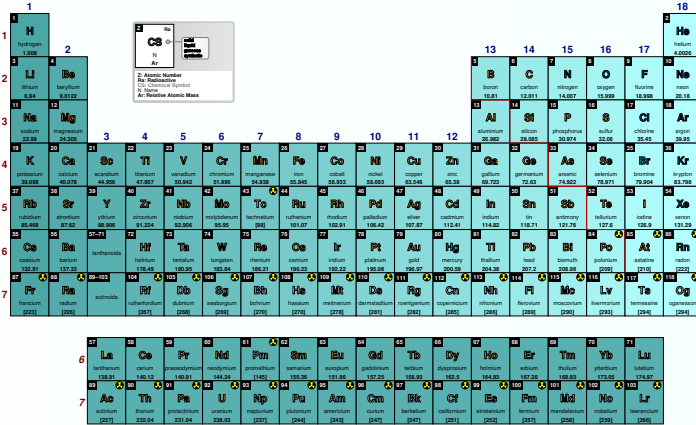 1
18
1 H hydrogen 1.008
2 He helium 4.0026
Z Ra
CS solid liquid gaseous synthetic
N
Ar
Z: Atomic Number
Ra: Radioactive
CS: Chemical Symbol
N: Name
Ar: Relative Atomic Mass
1
2
13 14 15 16 17
2
3 Li lithium 6.94
4 Be beryllium 9.0122
5 B boron 10.81
6 C carbon 12.011
7 N nitrogen 14.007
8 O oxygen 15.999
9 F fluorine 18.998
10 Ne neon 20.18
3
11 Na sodium 22.99
12 Mg magnesium 24.305
3 4 5 6 7 8 9 10 11 12
13 Al aluminium 26.982
14 Si silicon 28.085
15 P phosphorus 30.974
16 S sulfur 32.06
17 Cl chlorine 35.45
18 Ar argon 39.95
4
19 K potassium 39.098
20 Ca calcium 40.078
21 Sc scandium 44.956
22 Ti titanium 47.867
23 V vanadium 50.942
24 Cr chromium 51.996
25 Mn manganese 54.938
26 Fe iron 55.845
27 Co cobalt 58.933
28 Ni nickel 58.693
29 Cu copper 63.546
30 Zn zinc 65.38
31 Ga gallium 69.723
32 Ge germanium 72.63
33 As arsenic 74.922
34 Se selenium 78.971
35 Br bromine 79.904
36 Kr krypton 83.798
5
37 Rb rubidium 85.468
38 Sr strontium 87.62
39 Y yttrium 88.906
40 Zr zirconium 91.224
41 Nb niobium 92.906
42 Mo molybdenum 95.95
43 Tc technetium [98]
44 Ru ruthenium 101.07
45 Rh rhodium 102.91
46 Pd palladium 106.42
47 Ag silver 107.87
48 Cd cadmium 112.41
49 In indium 114.82
50 Sn tin 118.71
51 Sb antimony 121.76
52 Te tellurium 127.6
53 I iodine 126.9
54 Xe xenon 131.29
6
55 Cs caesium 132.91
56 Ba barium 137.33
57–71 lanthanoids
72 Hf hafnium 178.49
73 Ta tantalum 180.95
74 W tungsten 183.84
75 Re rhenium 186.21
76 Os osmium 190.23
77 Ir iridium 192.22
78 Pt platinum 195.08
79 Au gold 196.97
80 Hg mercury 200.59
81 Tl thallium 204.38
82 Pb lead 207.2
83 Bi bismuth 208.98
84 Po polonium [209]
85 At astatine [210]
86 Rn radon [222]
7
87 Fr francium [223]
88 Ra radium [226]
89–103 actinoids
104 Rf rutherfordium [267]
105 Db dubnium [268]
106 Sg seaborgium [269]
107 Bh bohrium [270]
108 Hs hassium [270]
109 Mt meitnerium [278]
110 Ds darmstadtium [281]
111 Rg roentgenium [282]
112 Cn copernicium [285]
113 Nh nihonium [286]
114 Fl flerovium [289]
115 Mc moscovium [290]
116 Lv livermorium [293]
117 Ts tennessine [294]
118 Og oganesson [294]
6
57 La lanthanum 138.91
58 Ce cerium 140.12
59 Pr praseodymium 140.91
60 Nd neodymium 144.24
61 Pm promethium [145]
62 Sm samarium 150.36
63 Eu europium 151.96
64 Gd gadolinium 157.25
65 Tb terbium 158.93
66 Dy dysprosium 162.5
67 Ho holmium 164.93
68 Er erbium 167.26
69 Tm thulium 168.93
70 Yb ytterbium 173.05
71 Lu lutetium 174.97
7
89 Ac actinium [227]
90 Th thorium 232.04
91 Pa protactinium 231.04
92 U uranium 238.03
93 Np neptunium [237]
94 Pu plutonium [244]
95 Am americium [243]
96 Cm curium [247]
97 Bk berkelium [247]
98 Cf californium [251]
99 Es einsteinium [252]
100 Fm fermium [257]
101 Md mendelevium [258]
102 No nobelium [259]
103 Lr lawrencium [266]